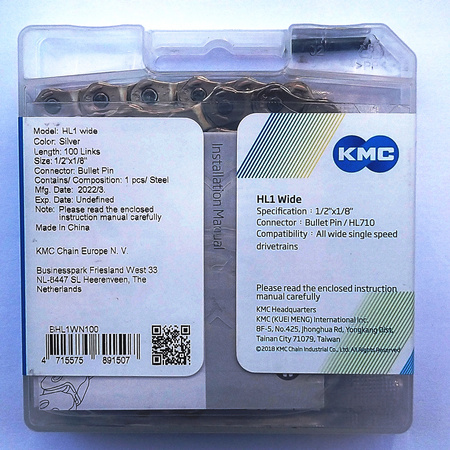 Model: HL1 wide
Color: Silver
Length: 100 Links
Size: 1/2"x1/8"
Connector: Bullet Pin
Contains/ Composition: 1 pcs/ Steel
Mfg. Date: 2022/3.
Exp. Date: Undefined
Note: Please read the enclosed
instruction manual carefully
Made In China
KMC Chain Europe N. V.
Businesspark Friesland West 33
NL-8447 SL Heerenveen, The
Netherlands
BHL1WN100
4 715575 891507
Installation Manual
KMC
HL1 Wide
Specification : 1/2"x1/8"
Connector : Bullet Pin / HL710
Compatibility : All wide single speed
drivetrains
Please read the enclosed instruction
manual carefully
KMC Headquarters
KMC (KUEI MENG) International Inc.
8F-5, No.425, Jhonghua Rd., Yongkang Dist.,
Tainan City 71079, Taiwan
©2018 KMC Chain Industrial Co., Ltd. All Rights Reserved